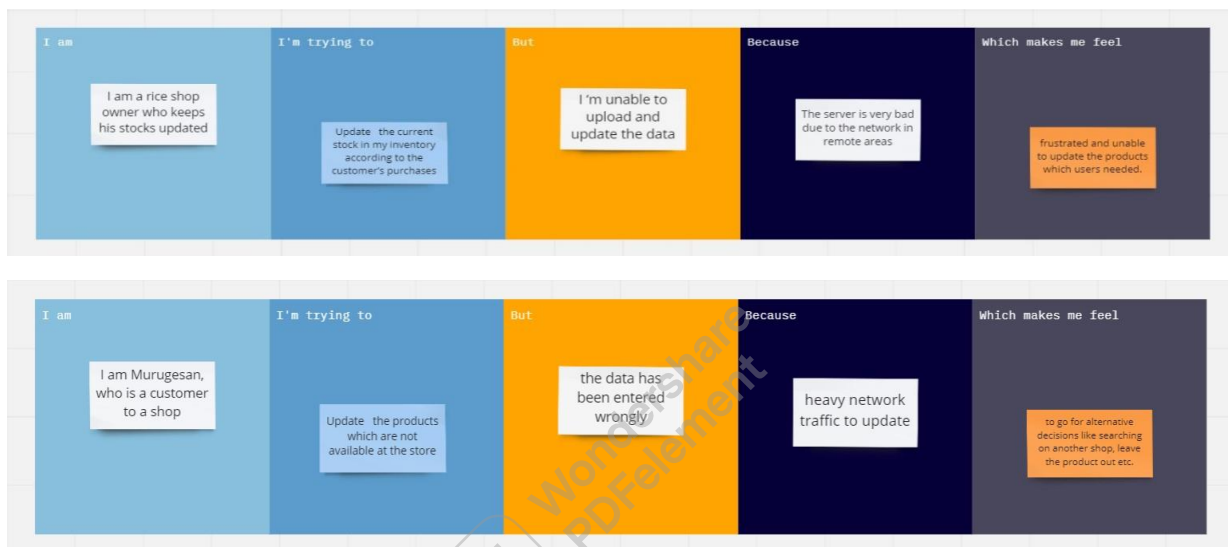 I am
I'm trying to
But
Because
Which makes me feel
I am a rice shop
owner who keeps
his stocks updated
Update the current
stock in my inventory
according to the
customer's purchases
I 'm unable to
upload and
update the data
The server is very bad
due to the network in
remote areas
frustrated and unable
to update the products
which users needed.
I am
I'm trying to
But
Because
Which makes me feel
I am Murugesan,
who is a customer
to a shop
Update the products
which are not
available at the store
the data has
been entered
wrongly
heavy network
traffic to update
to go for alternative
decisions like searching
on another shop, leave
the product out etc.
Wondershare
PDFelement